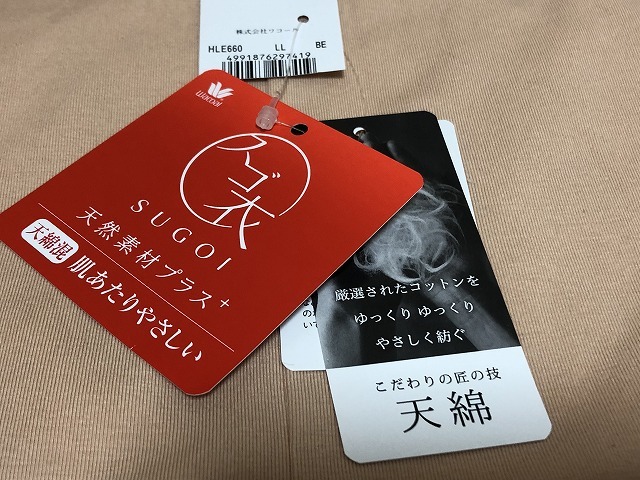 株式会社ワコール
HLE660 LL BE
4991876297419
Wacoal
スゴ衣
SUGOI
天然素材プラス+
天綿混
肌あたりやさしい
厳選されたコットンを
ゆっくり ゆっくり
やさしく紡ぐ
こだわりの匠の技
天綿